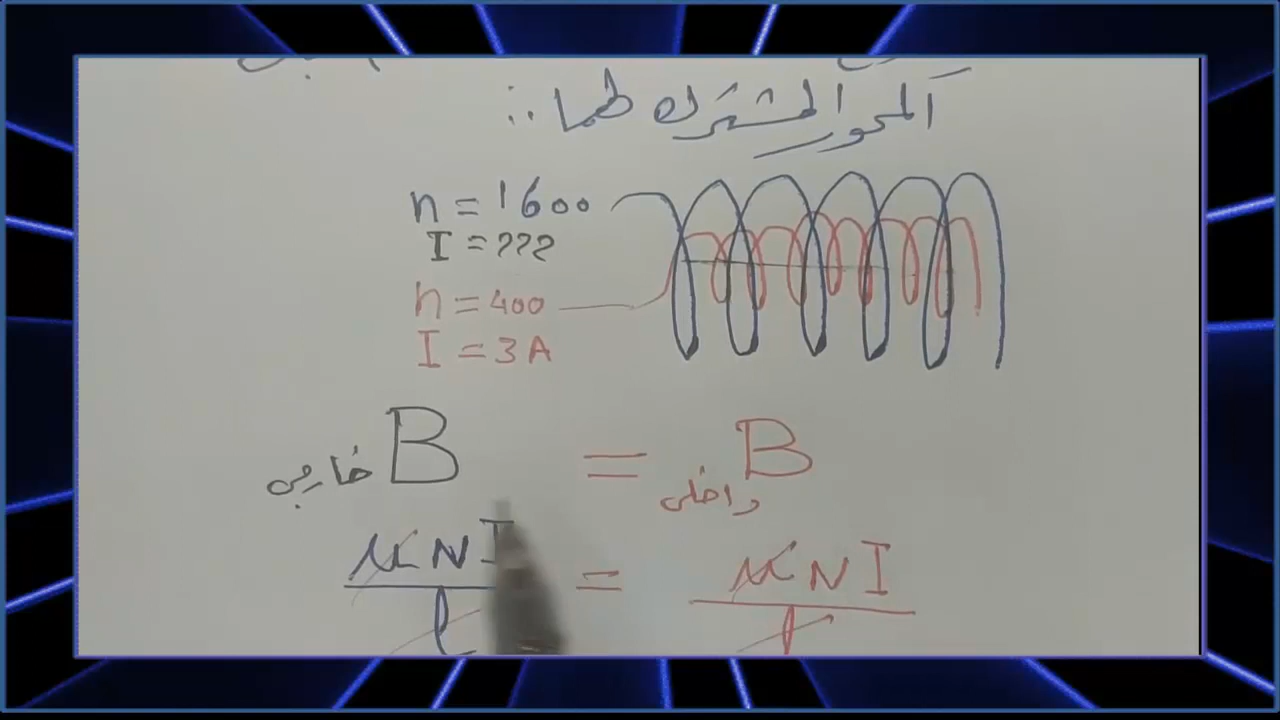 المحور المشترك لهما :.
n = 1600
I = ???
n = 400
I = 3A
B خارجي = B داخلي
μNI / l = μNI / l